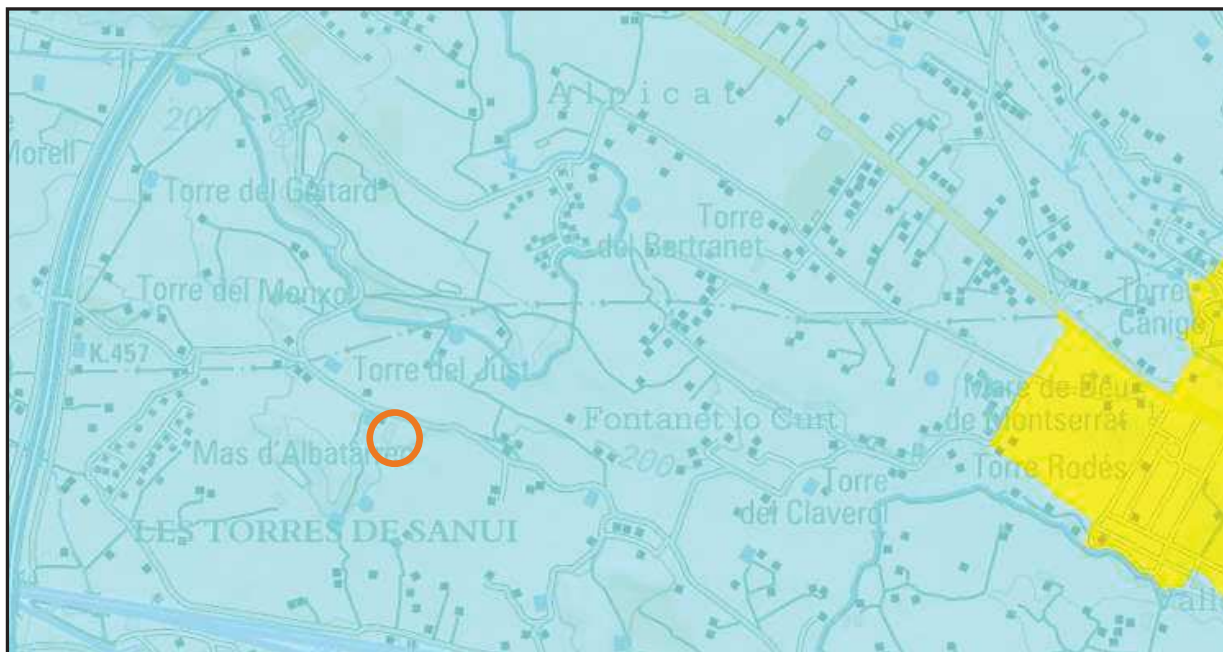 Alpicat
207
Morell
Torre del Guitard
Torre
del Bertranet
Torre del Monxo
Torre
Canigó
K.457
Torre del Just
Mare de Déu
de Montserrat
Fontanet lo Curt
Mas d'Albatàrrec
200
Torre Rodés
Torre
del Claverol
LES TORRES DE SANUI